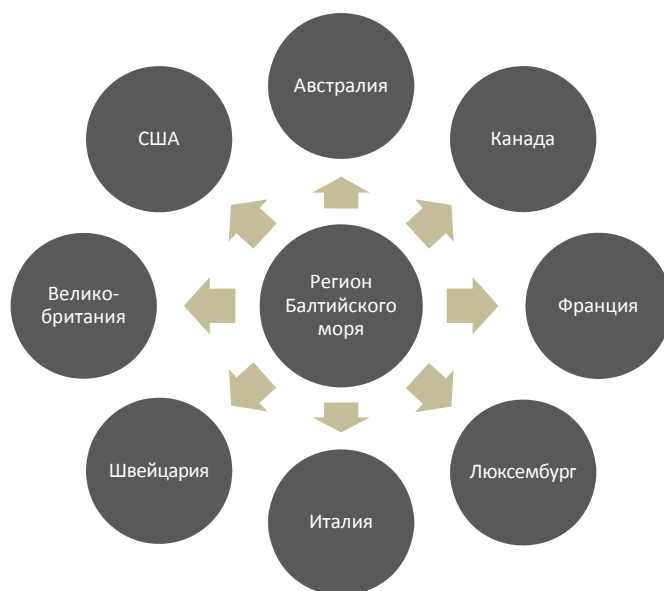 Австралия
США
Канада
Велико-
британия
Регион
Балтийского
моря
Франция
Швейцария
Люксембург
Италия